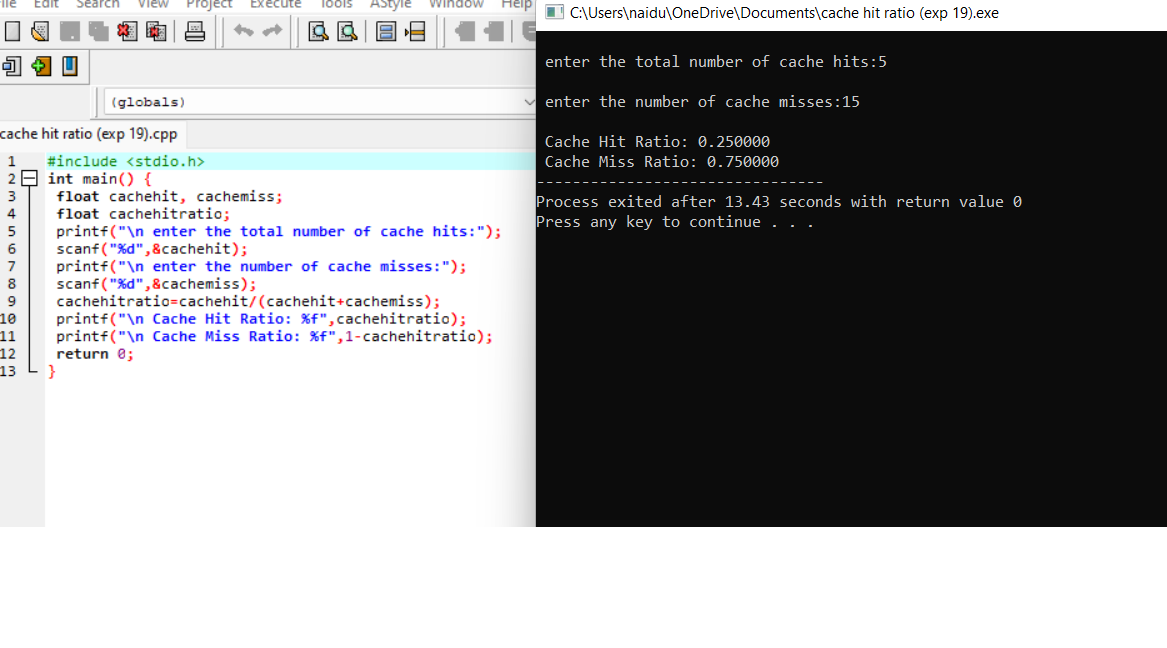 File Edit Search View Project Execute Tools AStyle Window Help
(globals)
cache hit ratio (exp 19).cpp
1 #include <stdio.h>
2 int main() {
3 float cachehit, cachemiss;
4 float cachehitratio;
5 printf("\n enter the total number of cache hits:");
6 scanf("%d",&cachehit);
7 printf("\n enter the number of cache misses:");
8 scanf("%d",&cachemiss);
9 cachehitratio=cachehit/(cachehit+cachemiss);
10 printf("\n Cache Hit Ratio: %f",cachehitratio);
11 printf("\n Cache Miss Ratio: %f",1-cachehitratio);
12 return 0;
13 }
C:\Users\naidu\OneDrive\Documents\cache hit ratio (exp 19).exe
enter the total number of cache hits:5
enter the number of cache misses:15
Cache Hit Ratio: 0.250000
Cache Miss Ratio: 0.750000
--------------------------------
Process exited after 13.43 seconds with return value 0
Press any key to continue . . .